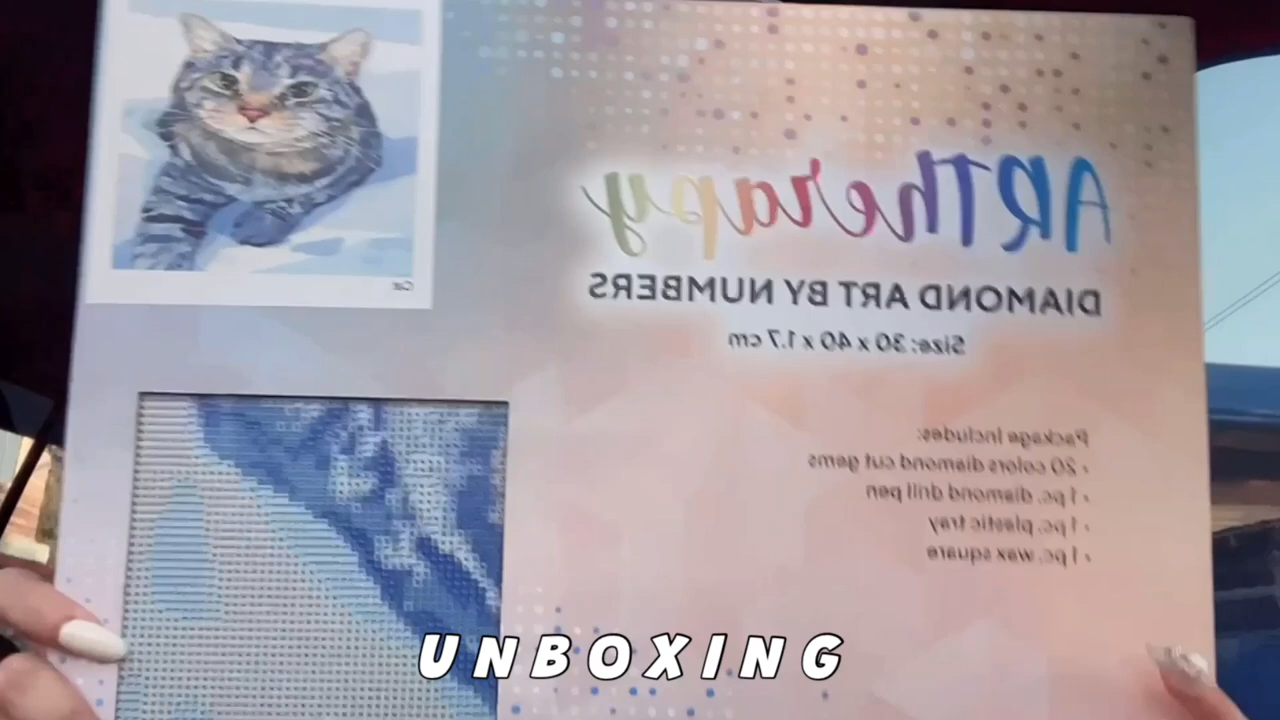 ARTherapy
DIAMOND ART BY NUMBERS
Size: 30 x 40 x 1.7 cm
Cat
Package Includes:
• 20 colors diamond cut gems
• 1 pc. diamond drill pen
• 1 pc. plastic tray
• 1 pc. wax square
UNBOXING